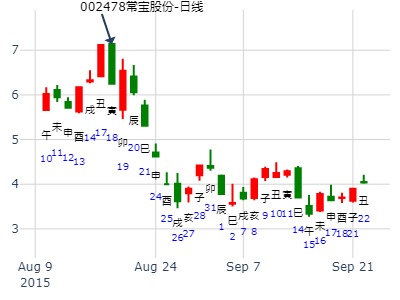 002478常宝股份-日线
7
6
5
4
3
午 未 申 酉 戌 丑 寅 卯 辰 巳 申 酉 戌 亥 子 卯 辰 巳 戌 亥 子 丑 寅 巳 午 未 申 酉 子 丑
10 11 12 13 14 17 18 19 20 21 24 25 26 27 28 31 1 2 7 8 9 10 11 14 15 16 17 18 21 22
Aug 9 Aug 24 Sep 7 Sep 21
2015